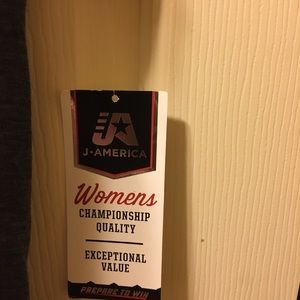 JA
J★AMERICA
Womens
CHAMPIONSHIP
QUALITY
EXCEPTIONAL
VALUE
PREPARE TO WIN